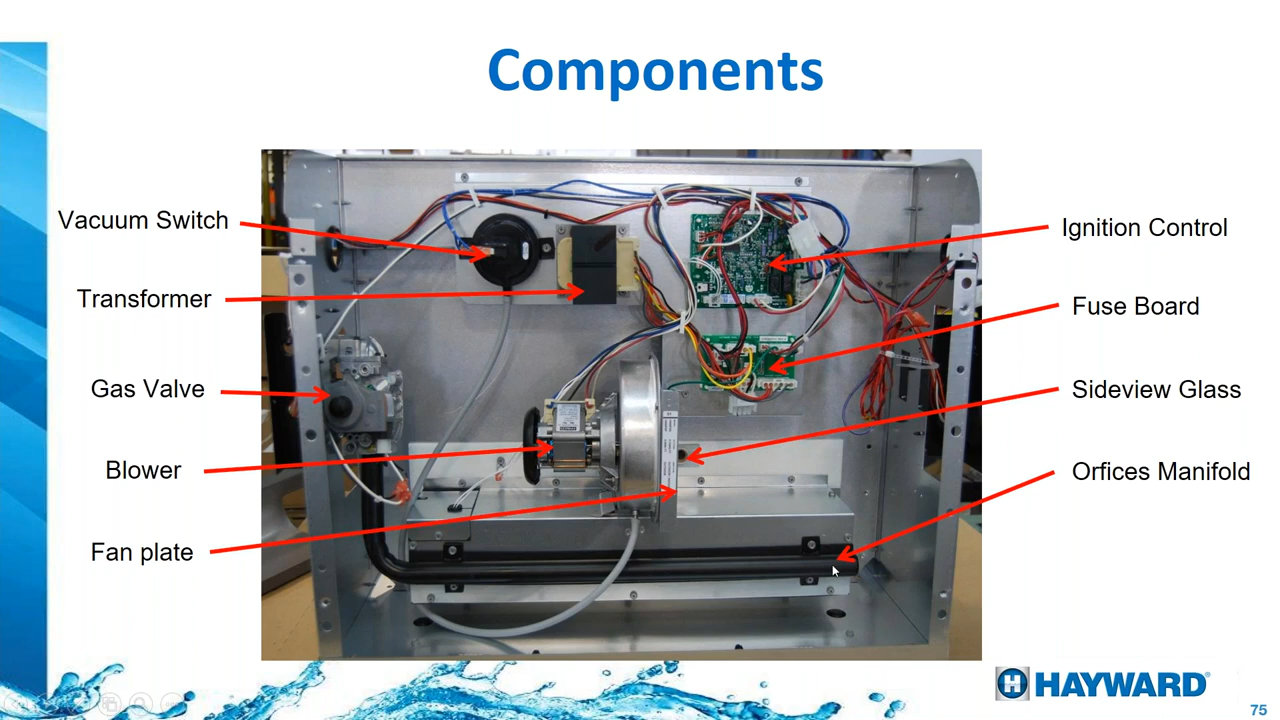 Components
Vacuum Switch
Transformer
Gas Valve
Blower
Fan plate
Ignition Control
Fuse Board
Sideview Glass
Orfices Manifold
HAYWARD®
75